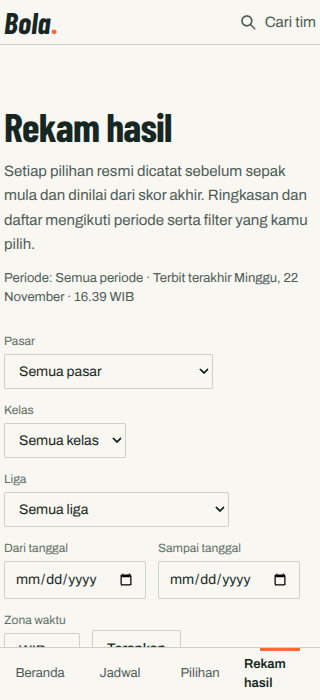 Bola.
Cari tim
Rekam hasil
Setiap pilihan resmi dicatat sebelum sepak
mula dan dinilai dari skor akhir. Ringkasan dan
daftar mengikuti periode serta filter yang kamu
pilih.
Periode: Semua periode · Terbit terakhir Minggu, 22
November · 16.39 WIB
Pasar
Semua pasar
Kelas
Semua kelas
Liga
Semua liga
Dari tanggal
Sampai tanggal
mm/dd/yyyy
mm/dd/yyyy
Zona waktu
WIB
Terapkan
Beranda
Jadwal
Pilihan
Rekam
hasil